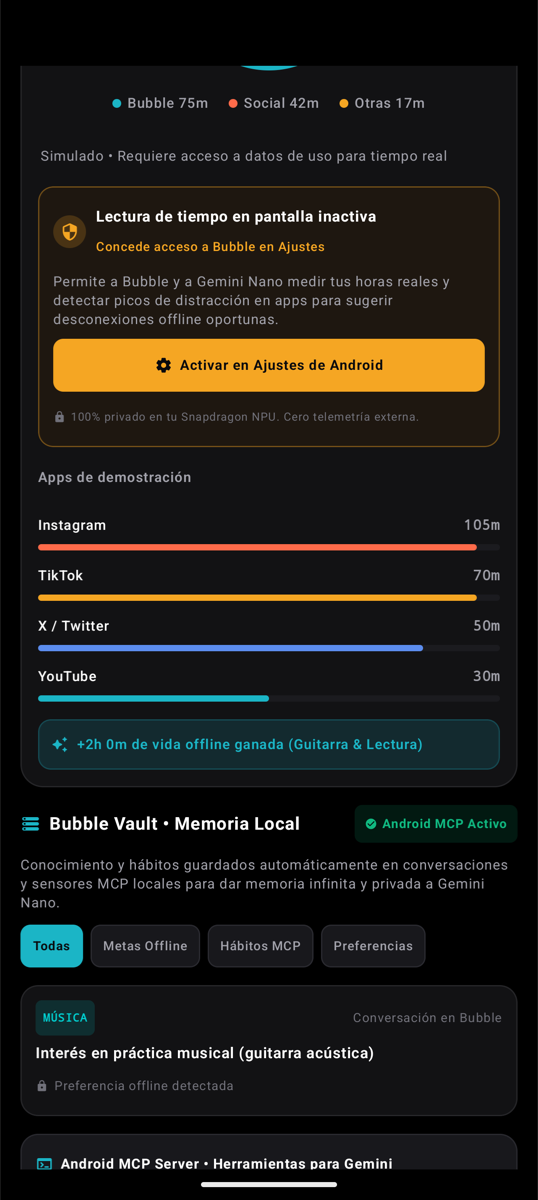 Bubble 75m Social 42m Otras 17m
Simulado • Requiere acceso a datos de uso para tiempo real
Lectura de tiempo en pantalla inactiva
Concede acceso a Bubble en Ajustes
Permite a Bubble y a Gemini Nano medir tus horas reales y
detectar picos de distracción en apps para sugerir
desconexiones offline oportunas.
Activar en Ajustes de Android
100% privado en tu Snapdragon NPU. Cero telemetría externa.
Apps de demostración
Instagram 105m
TikTok 70m
X / Twitter 50m
YouTube 30m
+2h 0m de vida offline ganada (Guitarra & Lectura)
Bubble Vault • Memoria Local Android MCP Activo
Conocimiento y hábitos guardados automáticamente en conversaciones
y sensores MCP locales para dar memoria infinita y privada a Gemini
Nano.
Todas Metas Offline Hábitos MCP Preferencias
MÚSICA Conversación en Bubble
Interés en práctica musical (guitarra acústica)
Preferencia offline detectada
Android MCP Server • Herramientas para Gemini